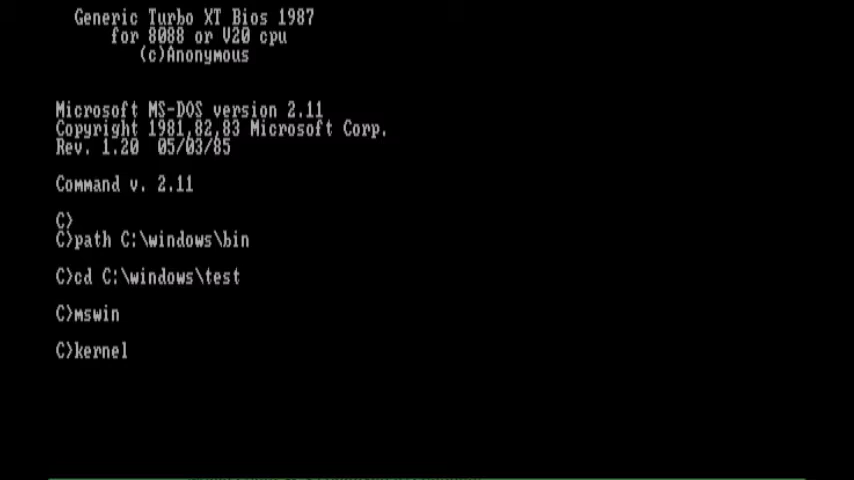 Generic Turbo XT Bios 1987
for 8088 or V20 cpu
(c)Anonymous
Microsoft MS-DOS version 2.11
Copyright 1981,82,83 Microsoft Corp.
Rev. 1.20 05/03/85
Command v. 2.11
C>
C>path C:\windows\bin
C>cd C:\windows\test
C>mswin
C>kernel